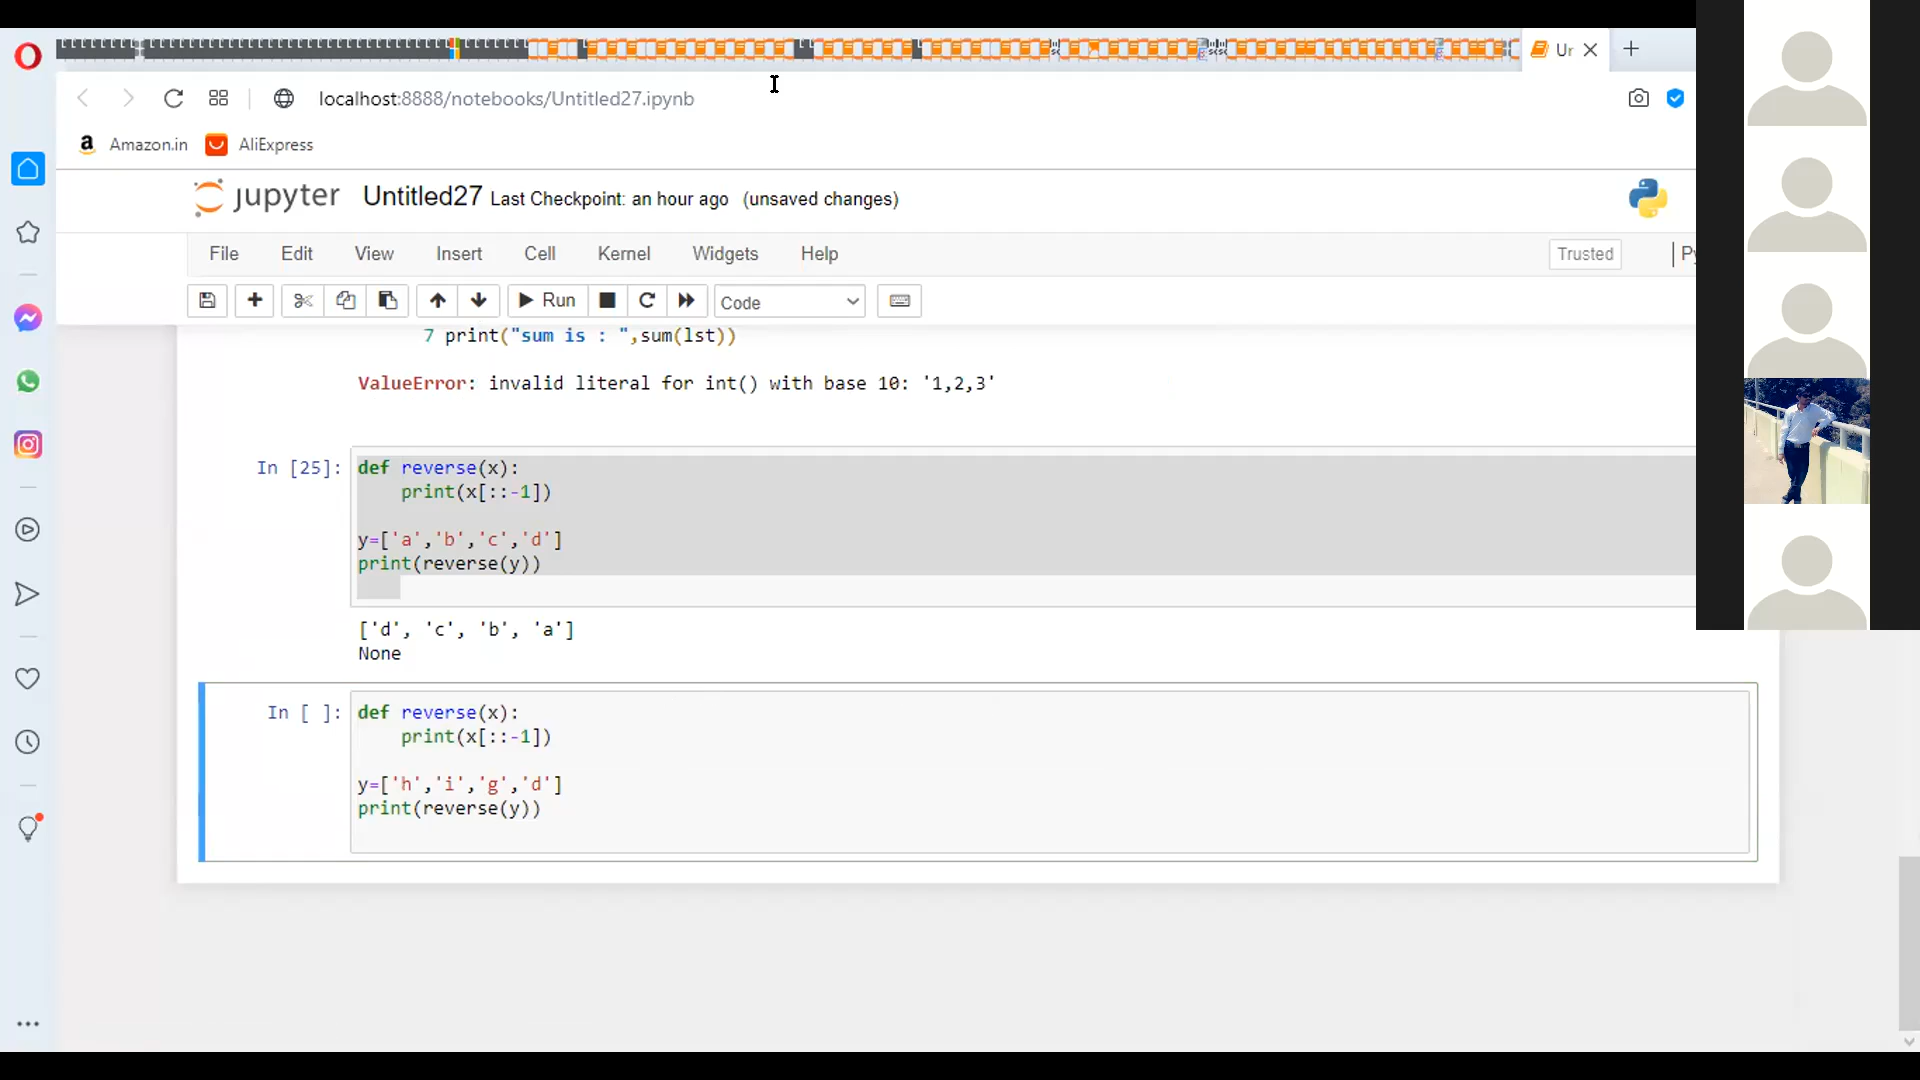 Ur
localhost:8888/notebooks/Untitled27.ipynb
a Amazon.in AliExpress
jupyter Untitled27 Last Checkpoint: an hour ago (unsaved changes)
File Edit View Insert Cell Kernel Widgets Help Trusted Py
Run Code
7 print("sum is : ",sum(lst))
ValueError: invalid literal for int() with base 10: '1,2,3'
In [25]: def reverse(x):
print(x[::-1])
y=['a','b','c','d']
print(reverse(y))
['d', 'c', 'b', 'a']
None
In [ ]: def reverse(x):
print(x[::-1])
y=['h','i','g','d']
print(reverse(y))